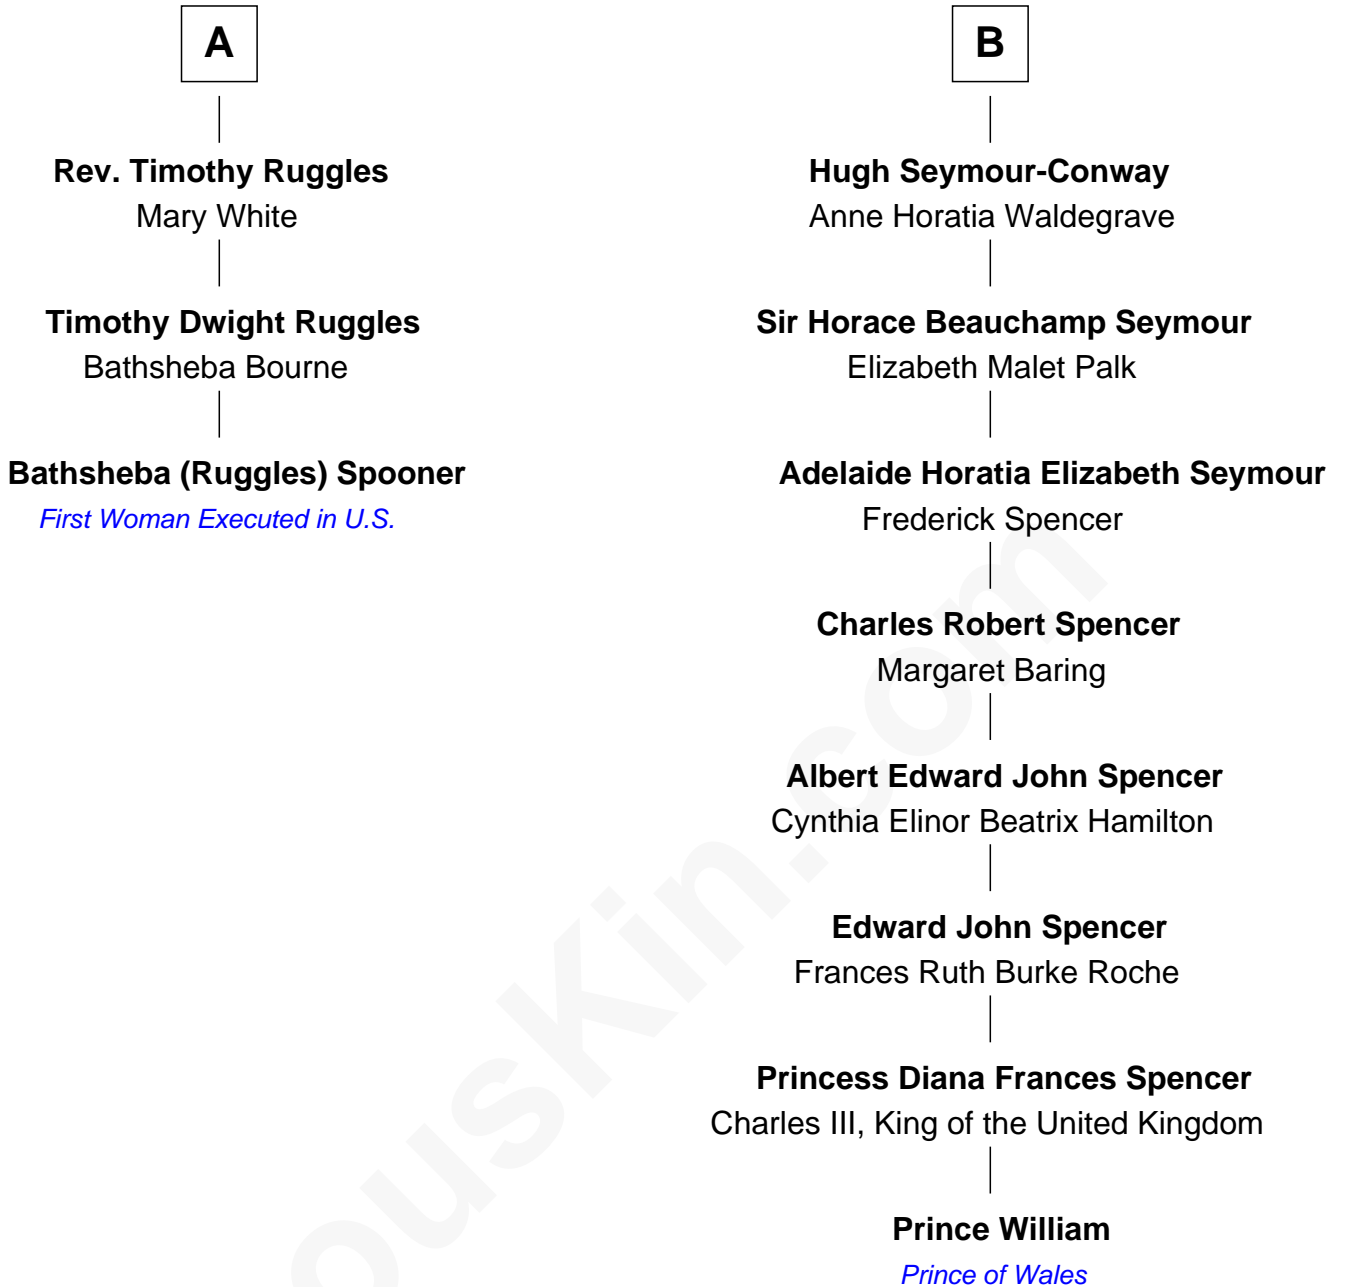 A
Rev. Timothy Ruggles
Mary White
Timothy Dwight Ruggles
Bathsheba Bourne
Bathsheba (Ruggles) Spooner
First Woman Executed in U.S.
B
Hugh Seymour-Conway
Anne Horatia Waldegrave
Sir Horace Beauchamp Seymour
Elizabeth Malet Palk
Adelaide Horatia Elizabeth Seymour
Frederick Spencer
Charles Robert Spencer
Margaret Baring
Albert Edward John Spencer
Cynthia Elinor Beatrix Hamilton
Edward John Spencer
Frances Ruth Burke Roche
Princess Diana Frances Spencer
Charles III, King of the United Kingdom
Prince William
Prince of Wales
ousKin.com